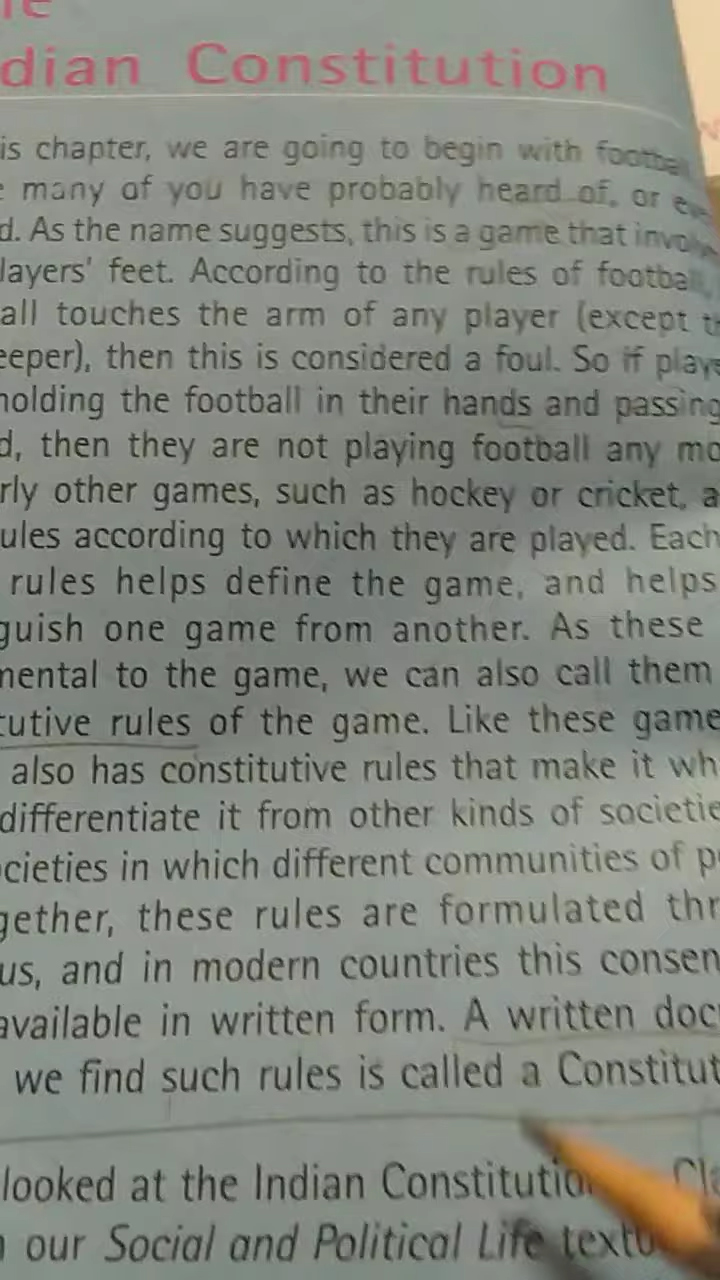 dian Constitution
is chapter, we are going to begin with football
many of you have probably heard of, or
d. As the name suggests, this is a game that
layers' feet. According to the rules of football,
all touches the arm of any player (except
eeper), then this is considered a foul. So if
holding the football in their hands and passing
d, then they are not playing football any
rly other games, such as hockey or cricket,
ules according to which they are played. Each
rules helps define the game, and helps
guish one game from another. As these
mental to the game, we can also call them
tutive rules of the game. Like these game
also has constitutive rules that make it wh
differentiate it from other kinds of societie
ocieties in which different communities of p
gether, these rules are formulated thr
us, and in modern countries this consen
available in written form. A written doc
we find such rules is called a Constitut
looked at the Indian Constitution
our Social and Political Life